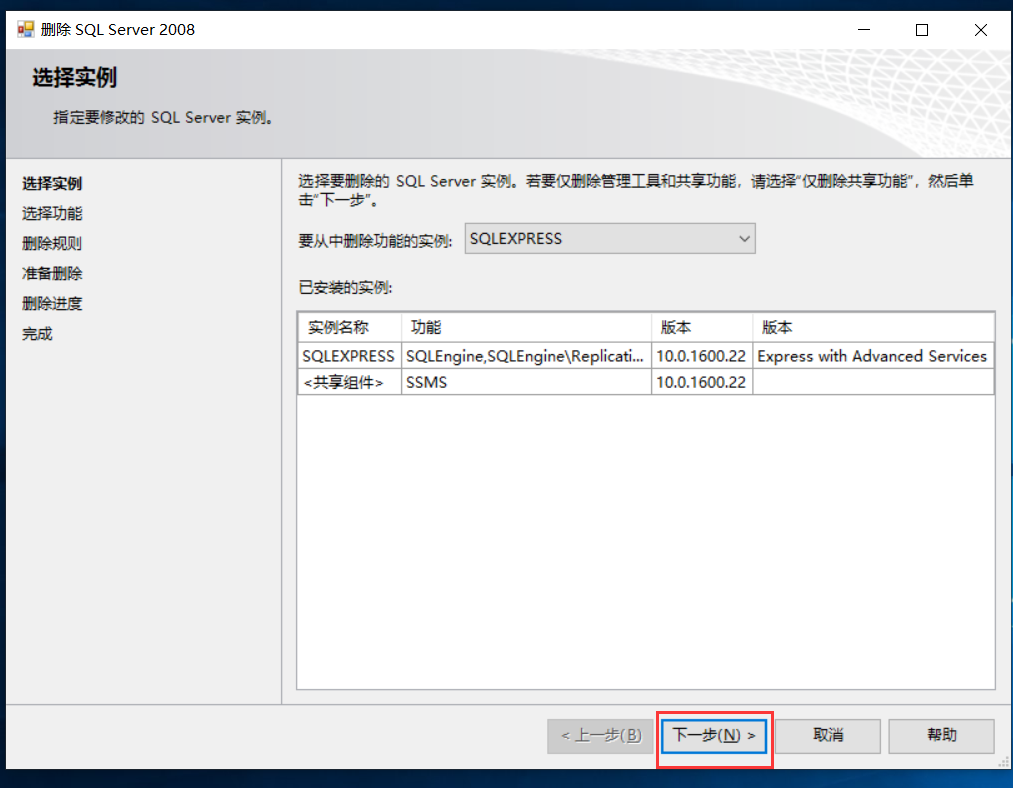 删除 SQL Server 2008
选择实例
指定要修改的 SQL Server 实例。
选择实例
选择功能
删除规则
准备删除
删除进度
完成
选择要删除的 SQL Server 实例。若要仅删除管理工具和共享功能，请选择“仅删除共享功能”，然后单
击“下一步”。
要从中删除功能的实例: SQLEXPRESS
已安装的实例:
实例名称 功能 版本 版本
SQLEXPRESS SQLEngine,SQLEngine\Replicati... 10.0.1600.22 Express with Advanced Services
<共享组件> SSMS 10.0.1600.22
< 上一步(B) 下一步(N) > 取消 帮助